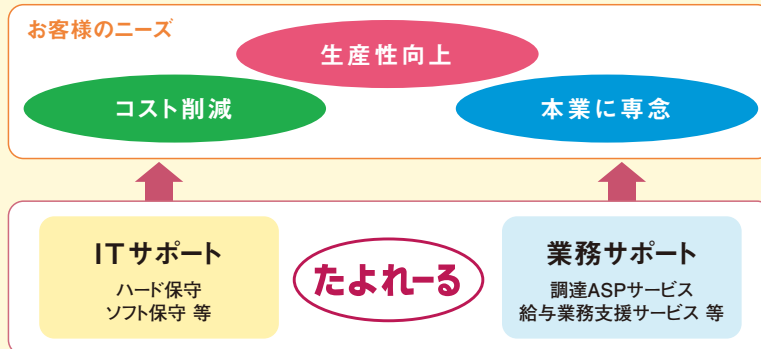 お客様のニーズ
生産性向上
コスト削減
本業に専念
ITサポート
ハード保守
ソフト保守 等
たよれーる
業務サポート
調達ASPサービス
給与業務支援サービス 等